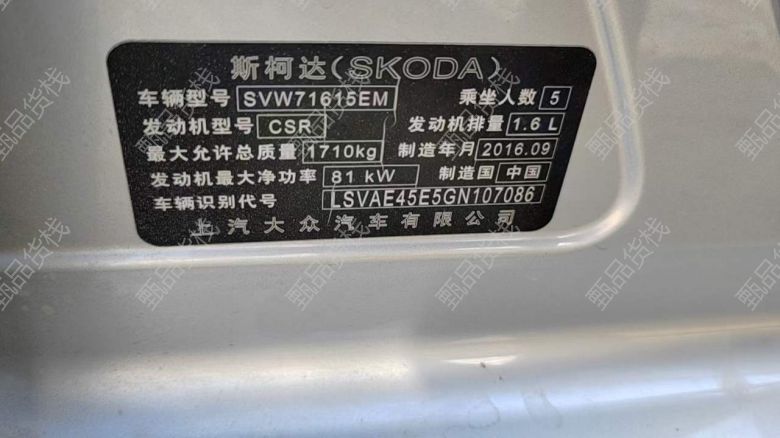 斯柯达(SKODA)
车辆型号 SVW71615EM 乘坐人数 5
发动机型号 CSR 发动机排量 1.6 L
最大允许总质量 1710kg 制造年月 2016.09
发动机最大净功率 81 kW 制造国 中国
车辆识别代号 LSVAE45E5GN107086
上汽大众汽车有限公司
甄品货栈